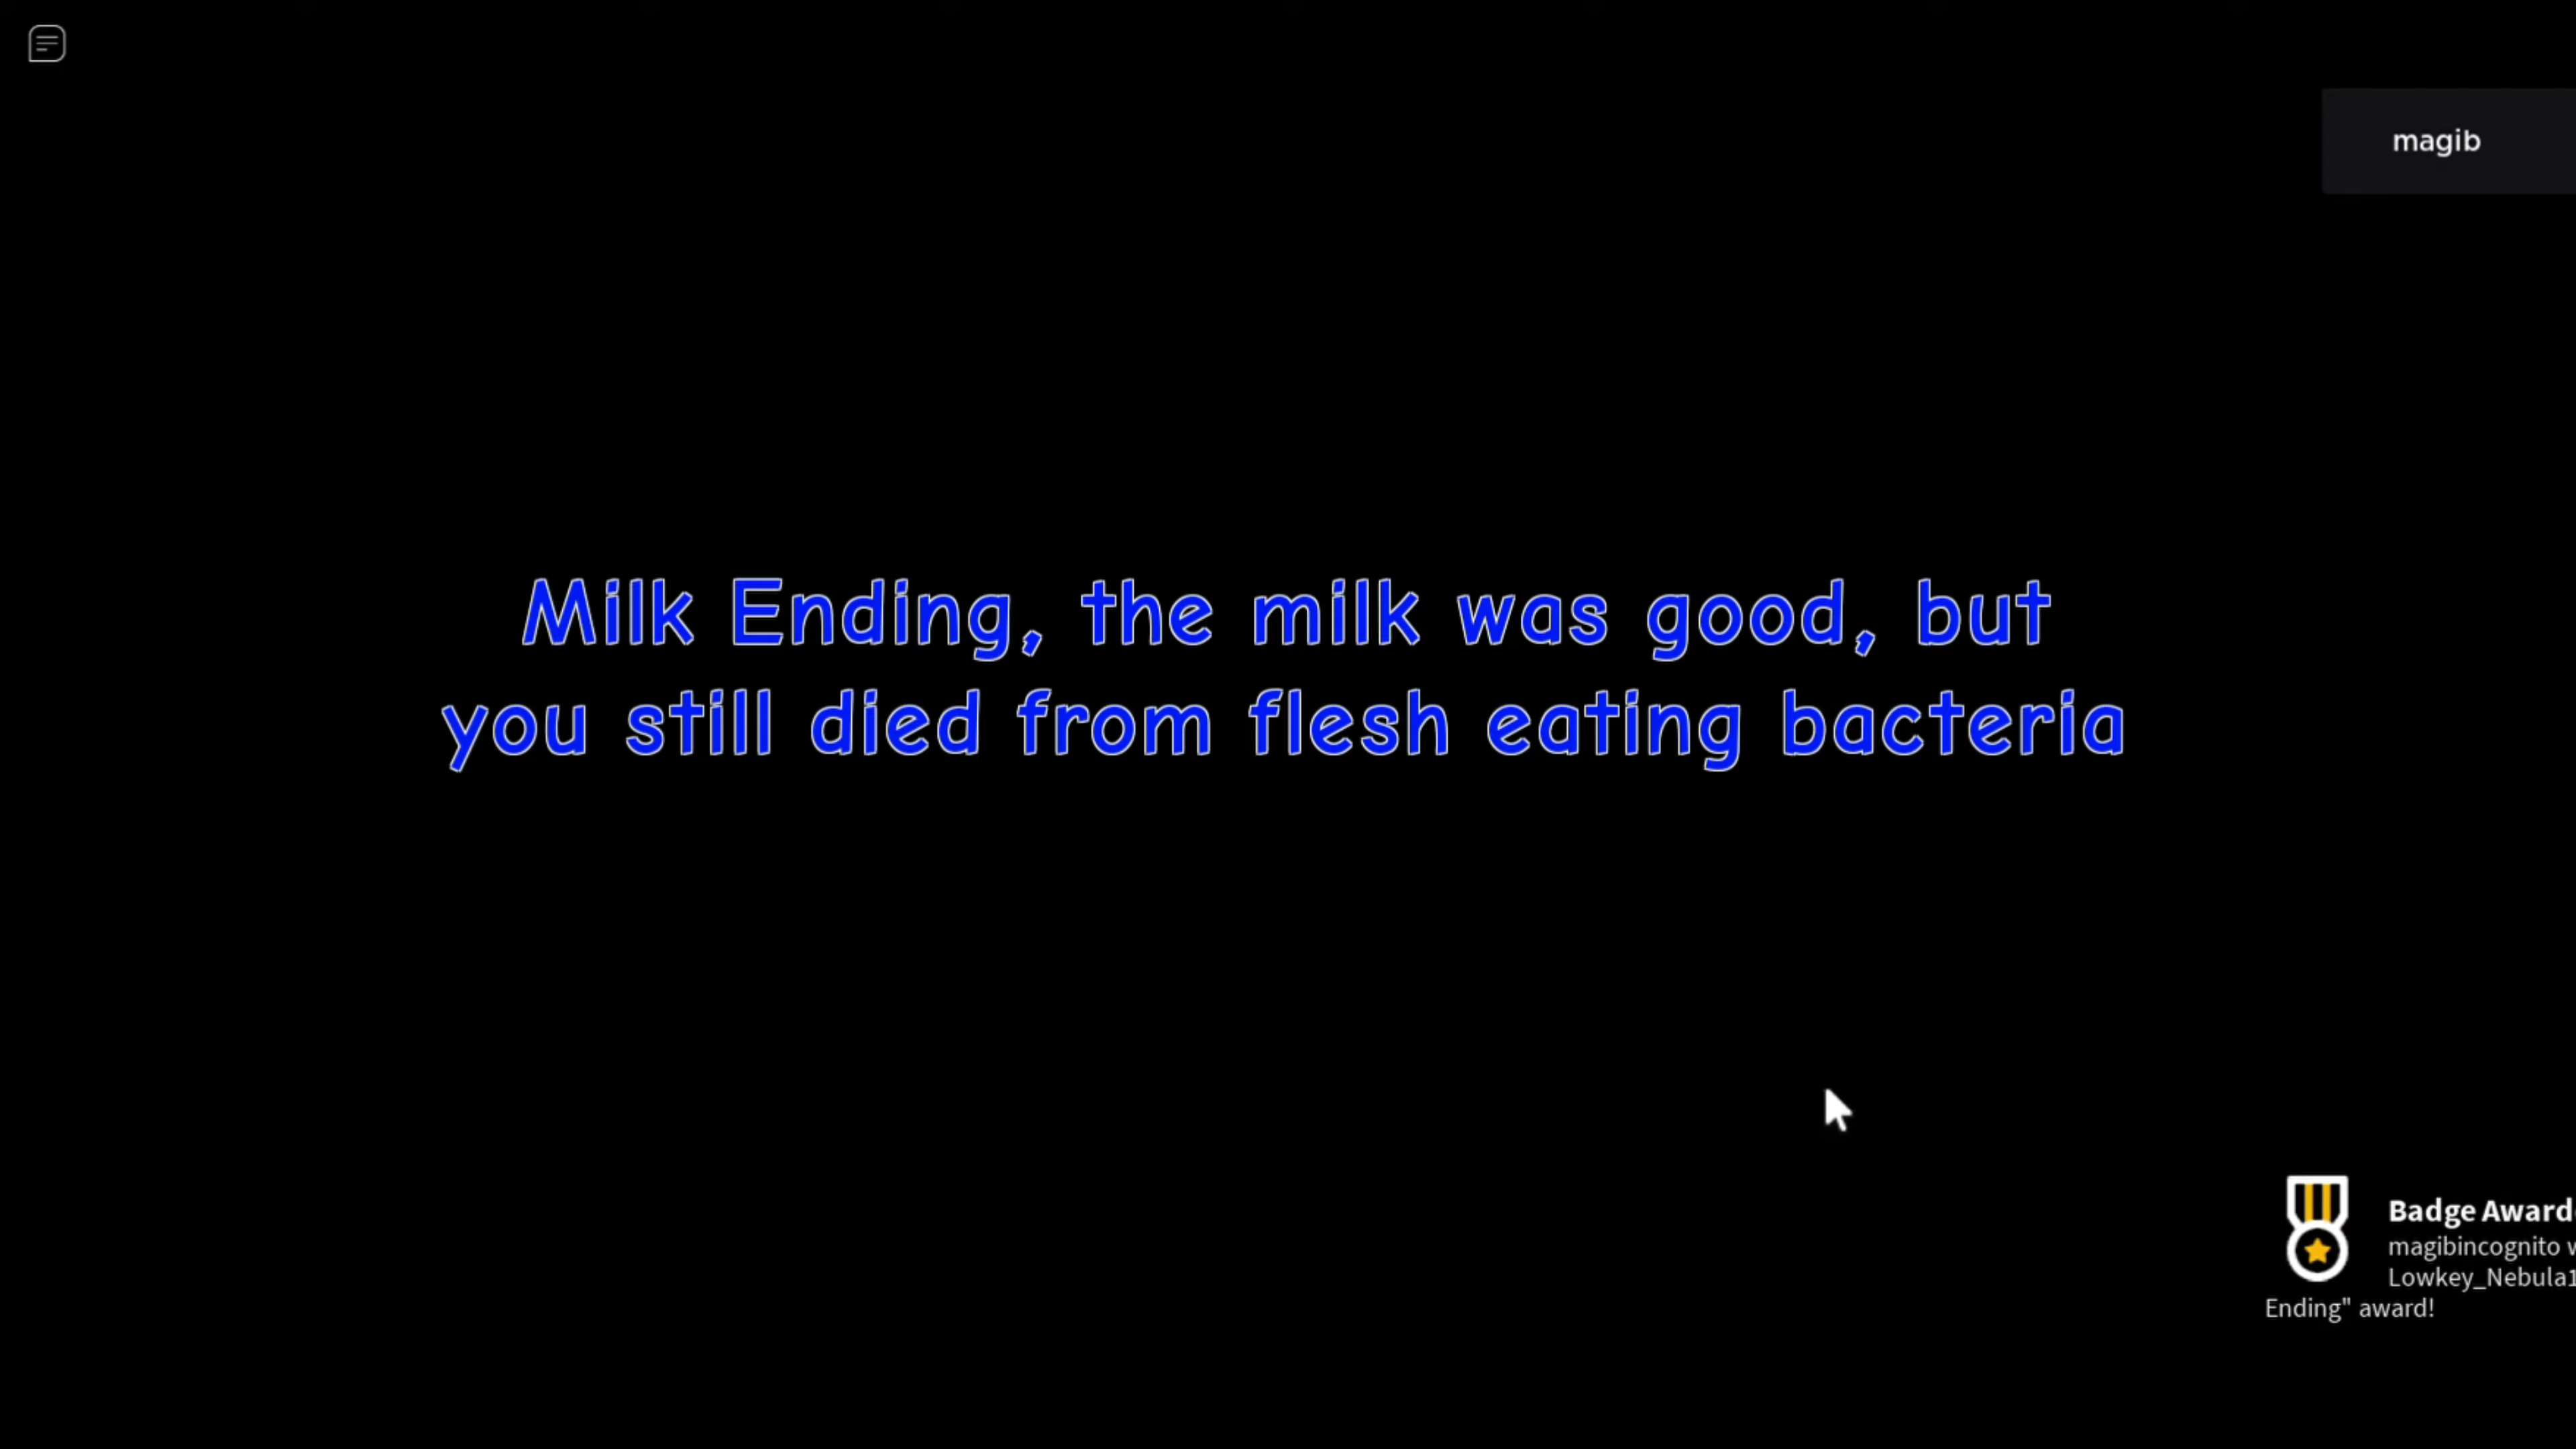 magib
Milk Ending, the milk was good, but
you still died from flesh eating bacteria
Badge Award
magibincognito
Lowkey_Nebula1
Ending" award!